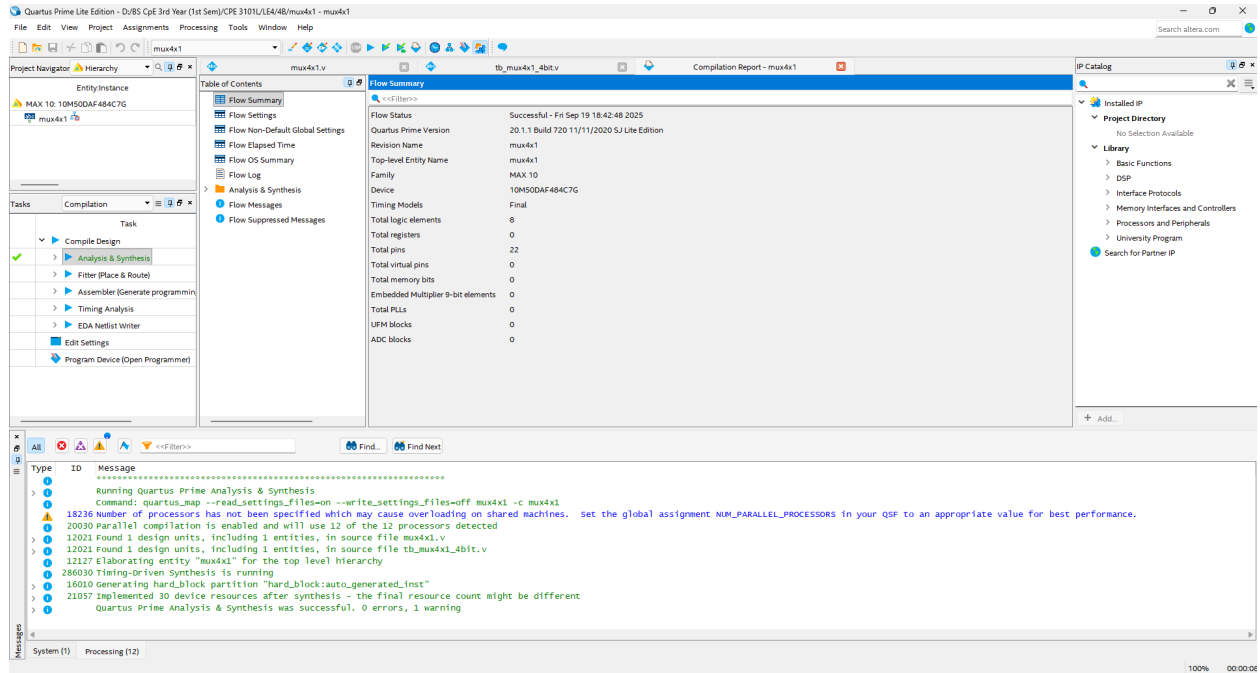 Quartus Prime Lite Edition - D:/BS CpE 3rd Year (1st Sem)/CPE 3101L/LE4/4B/mux4x1 - mux4x1
File Edit View Project Assignments Processing Tools Window Help
Search altera.com
mux4x1
Project Navigator Hierarchy
Entity:Instance
MAX 10: 10M50DAF484C7G
mux4x1
Tasks Compilation
Task
Compile Design
Analysis & Synthesis
Fitter (Place & Route)
Assembler (Generate programmin
Timing Analysis
EDA Netlist Writer
Edit Settings
Program Device (Open Programmer)
mux4x1.v
tb_mux4x1_4bit.v
Compilation Report - mux4x1
Table of Contents
Flow Summary
Flow Settings
Flow Non-Default Global Settings
Flow Elapsed Time
Flow OS Summary
Flow Log
Analysis & Synthesis
Flow Messages
Flow Suppressed Messages
Flow Summary
<<Filter>>
Flow Status Successful - Fri Sep 19 18:42:48 2025
Quartus Prime Version 20.1.1 Build 720 11/11/2020 SJ Lite Edition
Revision Name mux4x1
Top-level Entity Name mux4x1
Family MAX 10
Device 10M50DAF484C7G
Timing Models Final
Total logic elements 8
Total registers 0
Total pins 22
Total virtual pins 0
Total memory bits 0
Embedded Multiplier 9-bit elements 0
Total PLLs 0
UFM blocks 0
ADC blocks 0
IP Catalog
Installed IP
Project Directory
No Selection Available
Library
Basic Functions
DSP
Interface Protocols
Memory Interfaces and Controllers
Processors and Peripherals
University Program
Search for Partner IP
+ Add...
All <<Filter>> Find... Find Next
Type ID Message
*******************************************************************
Running Quartus Prime Analysis & Synthesis
Command: quartus_map --read_settings_files=on --write_settings_files=off mux4x1 -c mux4x1
18236 Number of processors has not been specified which may cause overloading on shared machines. Set the global assignment NUM_PARALLEL_PROCESSORS in your QSF to an appropriate value for best performance.
20030 Parallel compilation is enabled and will use 12 of the 12 processors detected
12021 Found 1 design units, including 1 entities, in source file mux4x1.v
12021 Found 1 design units, including 1 entities, in source file tb_mux4x1_4bit.v
12127 Elaborating entity "mux4x1" for the top level hierarchy
286030 Timing-Driven Synthesis is running
16010 Generating hard_block partition "hard_block:auto_generated_inst"
21057 Implemented 30 device resources after synthesis - the final resource count might be different
Quartus Prime Analysis & Synthesis was successful. 0 errors, 1 warning
Messages
System (1) Processing (12)
100% 00:00:08